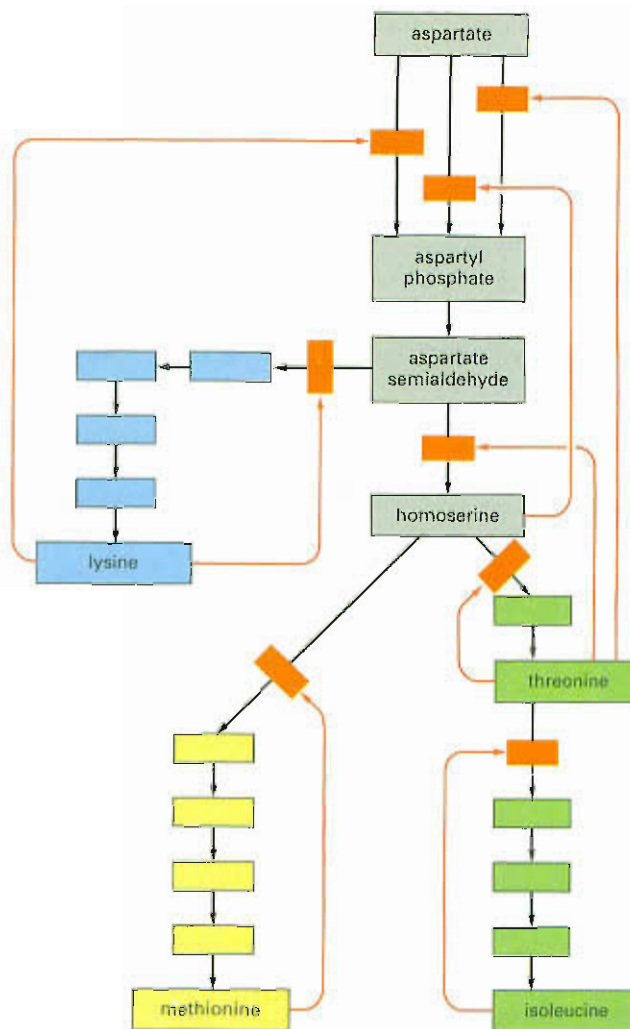 aspartate
aspartyl
phosphate
aspartate
semialdehyde
homoserine
lysine
threonine
methionine
isoleucine